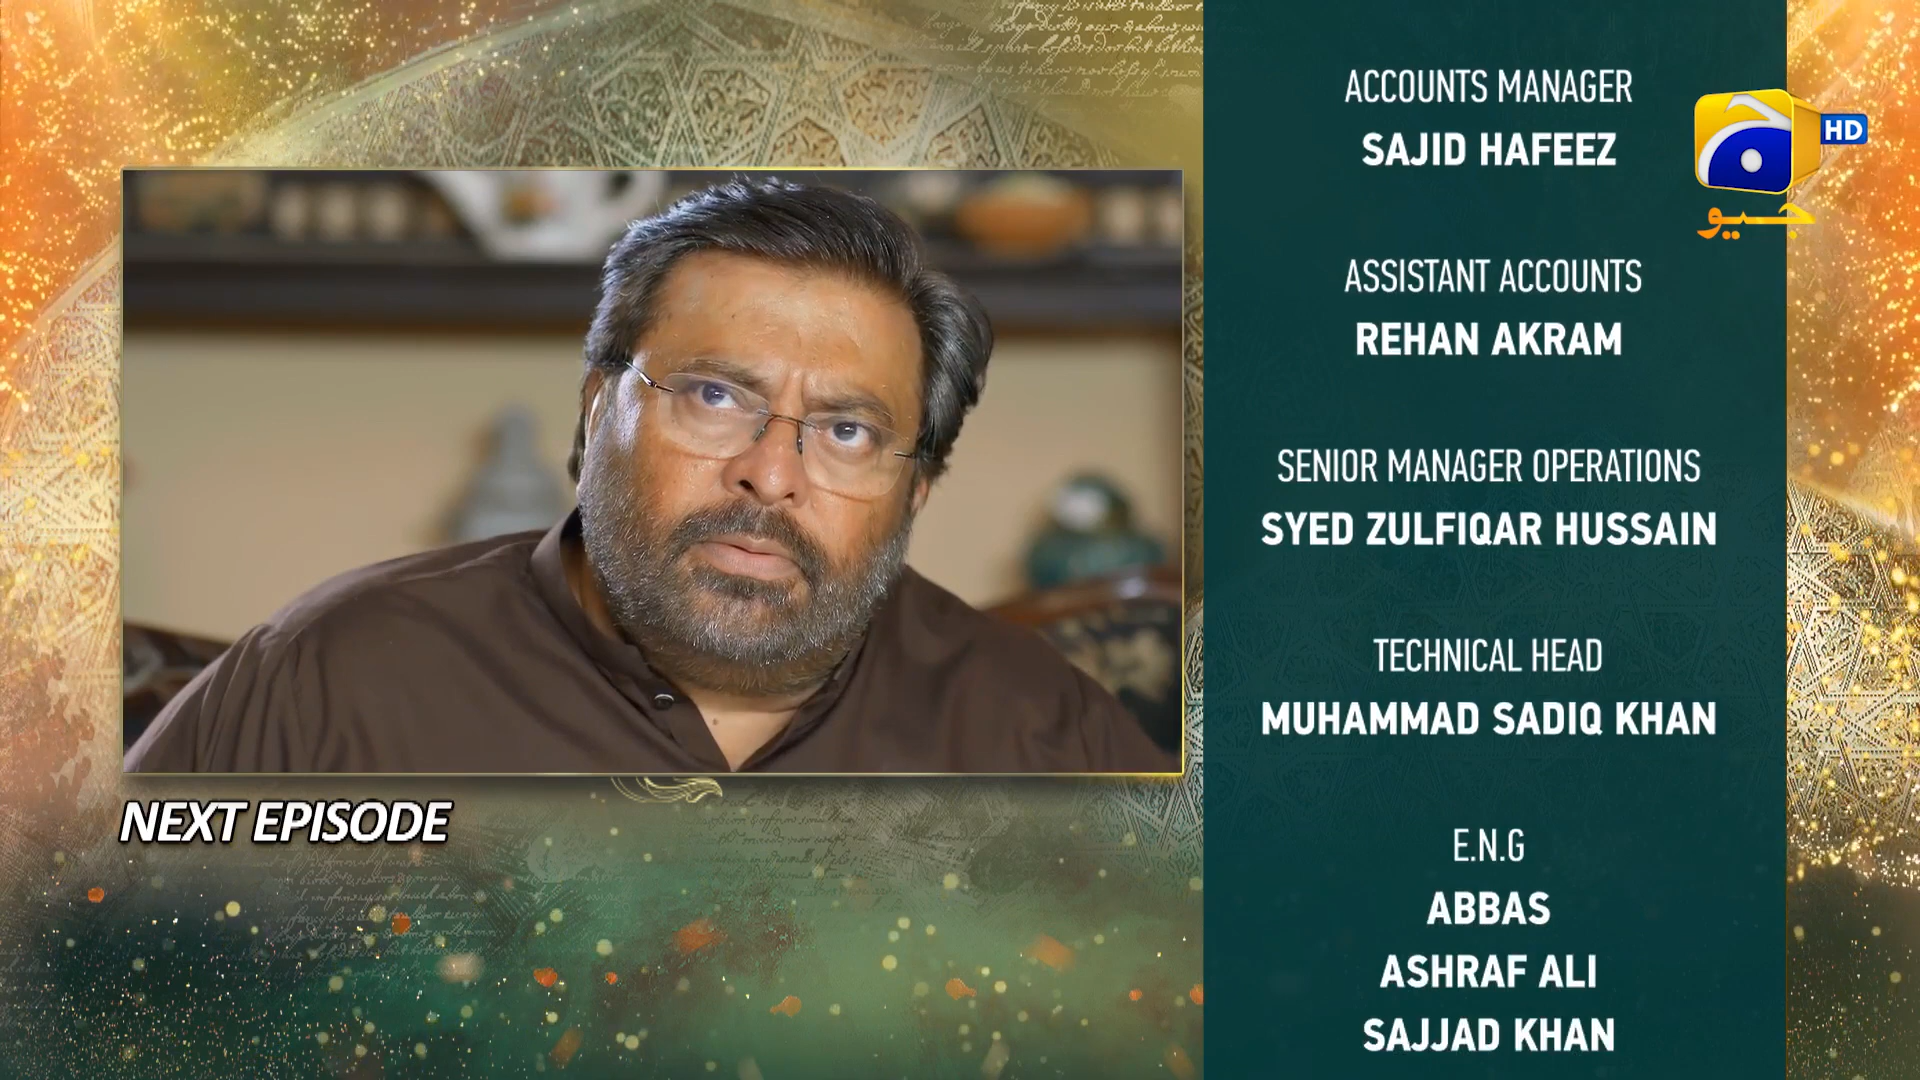 ACCOUNTS MANAGER
SAJID HAFEEZ
HD
جیو
ASSISTANT ACCOUNTS
REHAN AKRAM
SENIOR MANAGER OPERATIONS
SYED ZULFIQAR HUSSAIN
TECHNICAL HEAD
MUHAMMAD SADIQ KHAN
NEXT EPISODE
E.N.G
ABBAS
ASHRAF ALI
SAJJAD KHAN